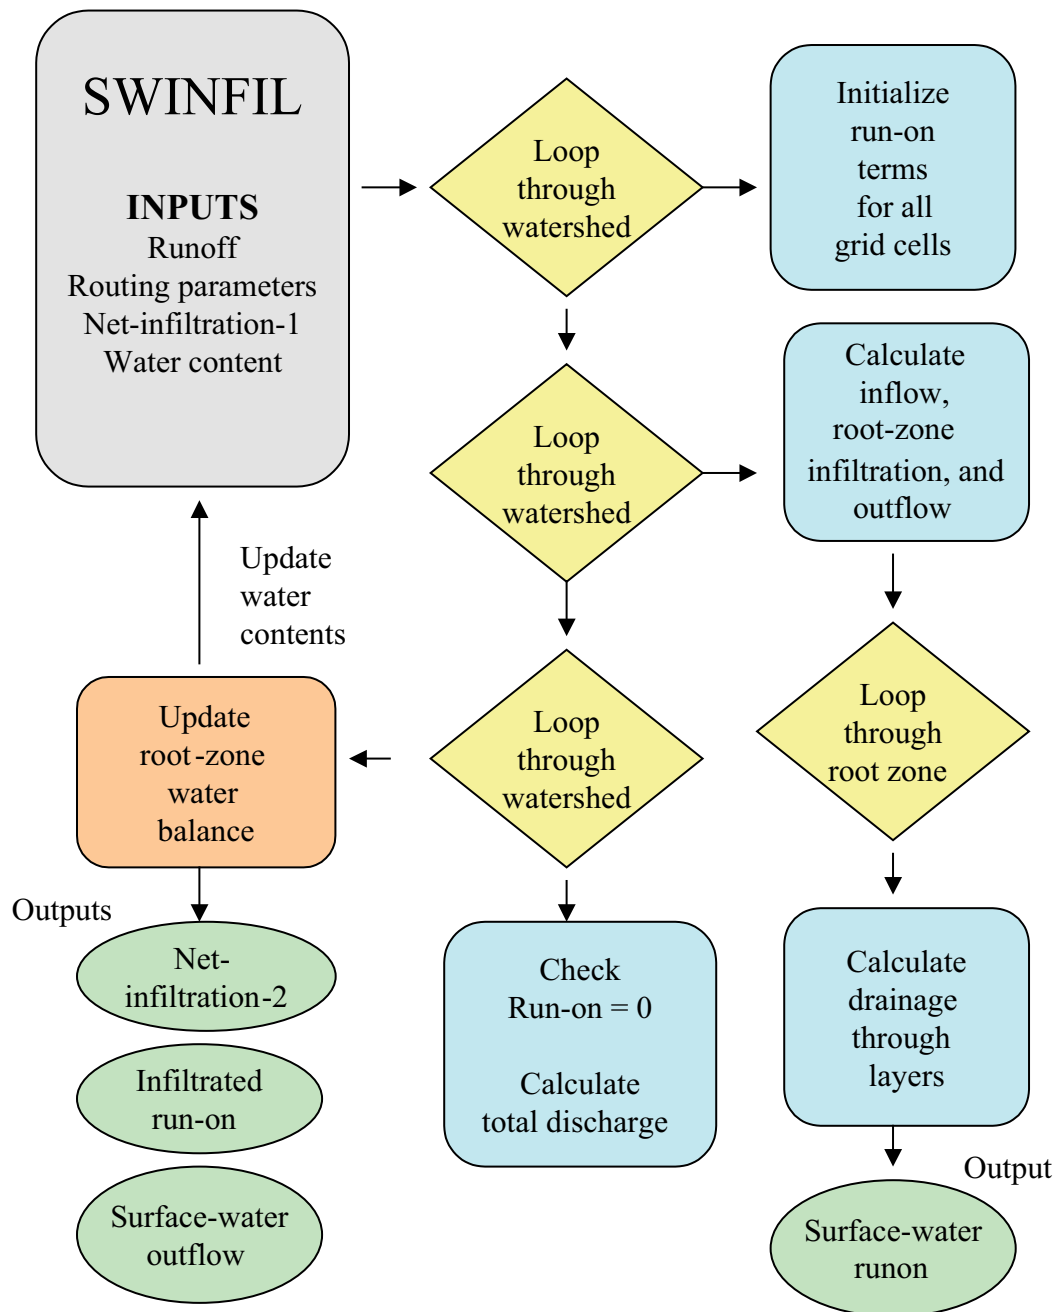 SWINFIL
INPUTS
Runoff
Routing parameters
Net-infiltration-1
Water content
Loop
through
watershed
Initialize
run-on
terms
for all
grid cells
Loop
through
watershed
Calculate
inflow,
root-zone
infiltration, and
outflow
Update
water
contents
Update
root-zone
water
balance
Loop
through
watershed
Loop
through
root zone
Outputs
Net-
infiltration-2
Infiltrated
run-on
Surface-water
outflow
Check
Run-on = 0
Calculate
total discharge
Calculate
drainage
through
layers
Output
Surface-water
runon